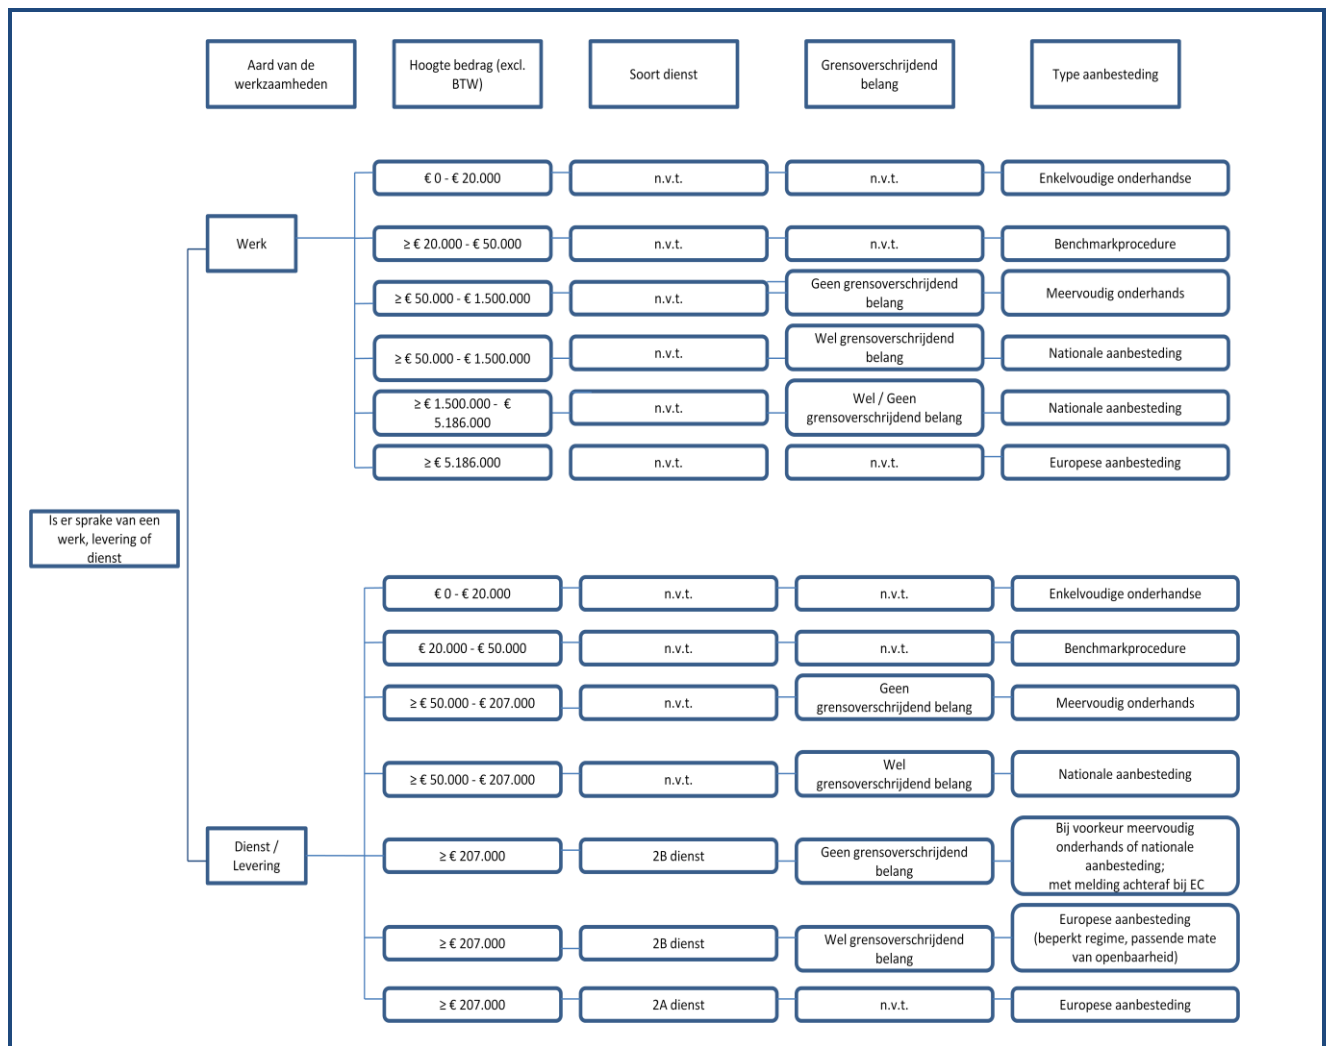 Aard van de
werkzaamheden
Hoogte bedrag (excl.
BTW)
Soort dienst
Grensoverschrijdend
belang
Type aanbesteding
€ 0 - € 20.000
n.v.t.
n.v.t.
Enkelvoudige onderhandse
Werk
≥ € 20.000 - € 50.000
n.v.t.
n.v.t.
Benchmarkprocedure
≥ € 50.000 - € 1.500.000
n.v.t.
Geen grensoverschrijdend
belang
Meervoudig onderhands
≥ € 50.000 - € 1.500.000
n.v.t.
Wel grensoverschrijdend
belang
Nationale aanbesteding
≥ € 1.500.000 - €
5.186.000
n.v.t.
Wel / Geen
grensoverschrijdend belang
Nationale aanbesteding
≥ € 5.186.000
n.v.t.
n.v.t.
Europese aanbesteding
Is er sprake van een
werk, levering of
dienst
€ 0 - € 20.000
n.v.t.
n.v.t.
Enkelvoudige onderhandse
€ 20.000 - € 50.000
n.v.t.
n.v.t.
Benchmarkprocedure
≥ € 50.000 - € 207.000
n.v.t.
Geen
grensoverschrijdend belang
Meervoudig onderhands
≥ € 50.000 - € 207.000
n.v.t.
Wel
grensoverschrijdend belang
Nationale aanbesteding
Dienst /
Levering
≥ € 207.000
2B dienst
Geen grensoverschrijdend
belang
Bij voorkeur meervoudig
onderhands of nationale
aanbesteding;
met melding achteraf bij EC
≥ € 207.000
2B dienst
Wel grensoverschrijdend
belang
Europese aanbesteding
(beperkt regime, passende mate
van openbaarheid)
≥ € 207.000
2A dienst
n.v.t.
Europese aanbesteding